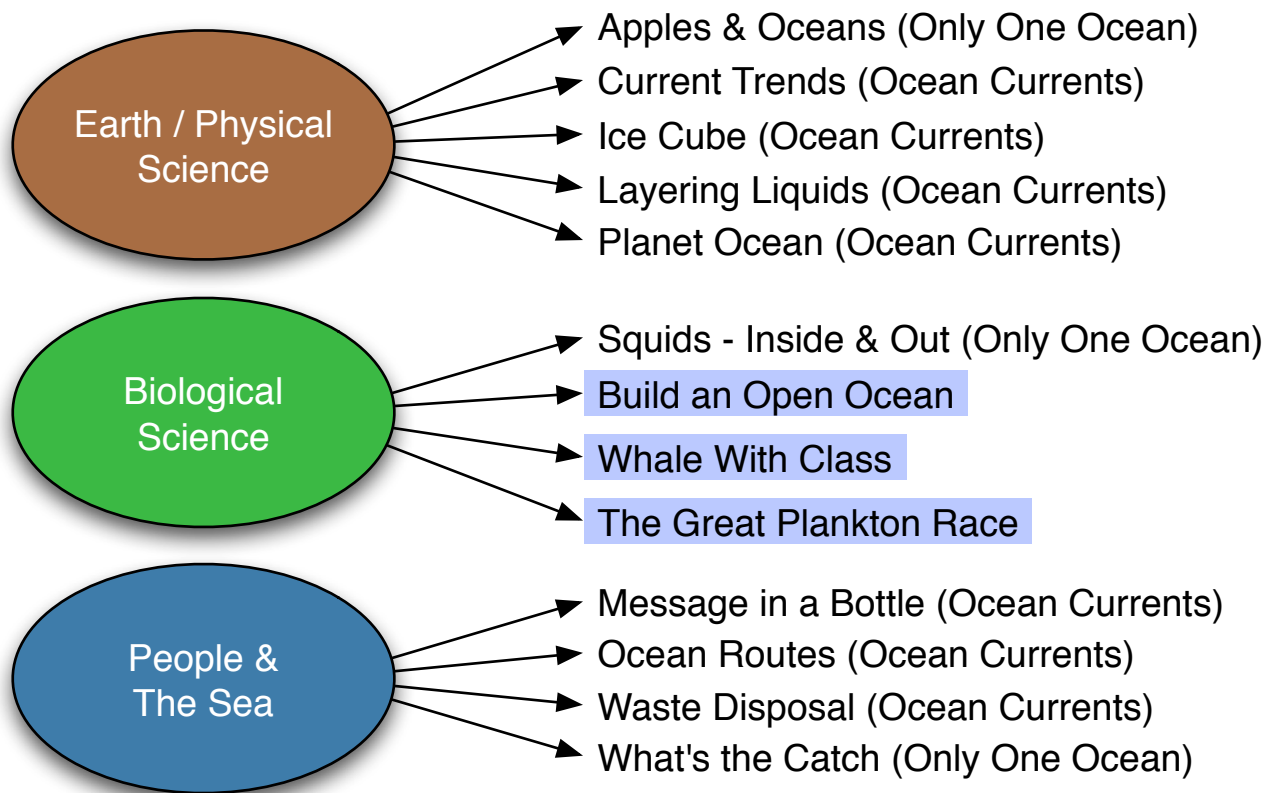 Earth / Physical
Science
Apples & Oceans (Only One Ocean)
Current Trends (Ocean Currents)
Ice Cube (Ocean Currents)
Layering Liquids (Ocean Currents)
Planet Ocean (Ocean Currents)
Biological
Science
Squids - Inside & Out (Only One Ocean)
Build an Open Ocean
Whale With Class
The Great Plankton Race
People &
The Sea
Message in a Bottle (Ocean Currents)
Ocean Routes (Ocean Currents)
Waste Disposal (Ocean Currents)
What's the Catch (Only One Ocean)